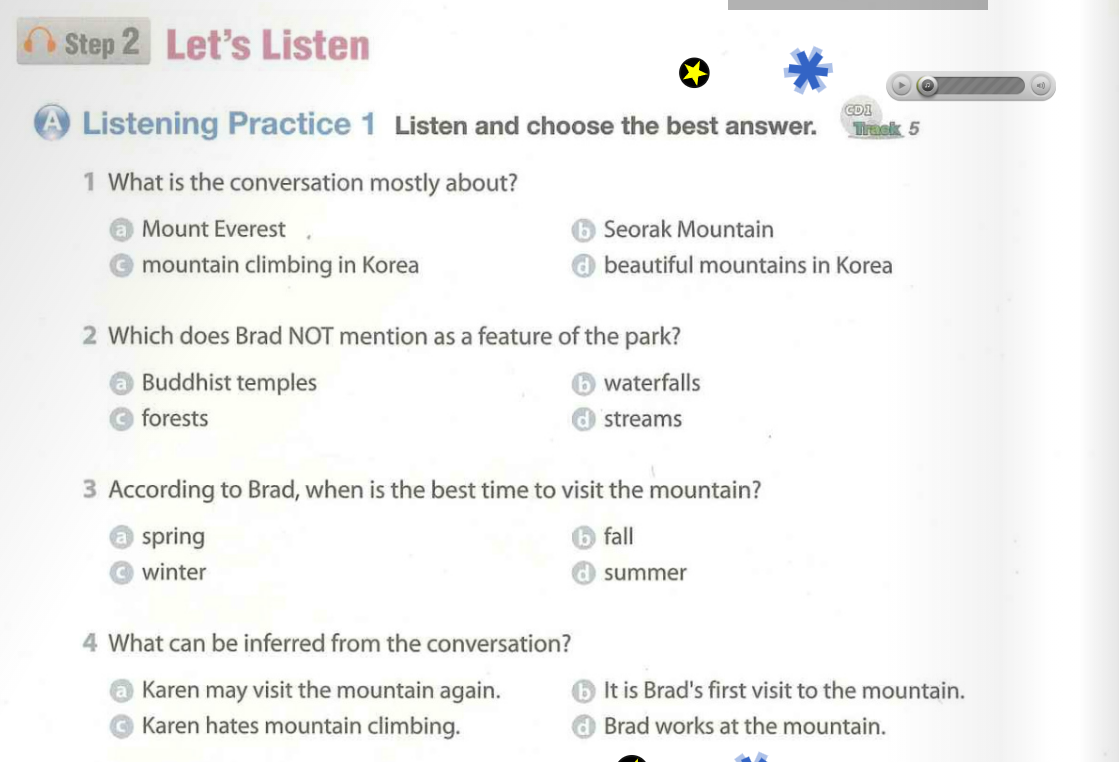 Step 2 Let's Listen
A Listening Practice 1 Listen and choose the best answer. CD1 Track 5
1 What is the conversation mostly about?
a Mount Everest b Seorak Mountain
c mountain climbing in Korea d beautiful mountains in Korea
2 Which does Brad NOT mention as a feature of the park?
a Buddhist temples b waterfalls
c forests d streams
3 According to Brad, when is the best time to visit the mountain?
a spring b fall
c winter d summer
4 What can be inferred from the conversation?
a Karen may visit the mountain again. b It is Brad's first visit to the mountain.
c Karen hates mountain climbing. d Brad works at the mountain.